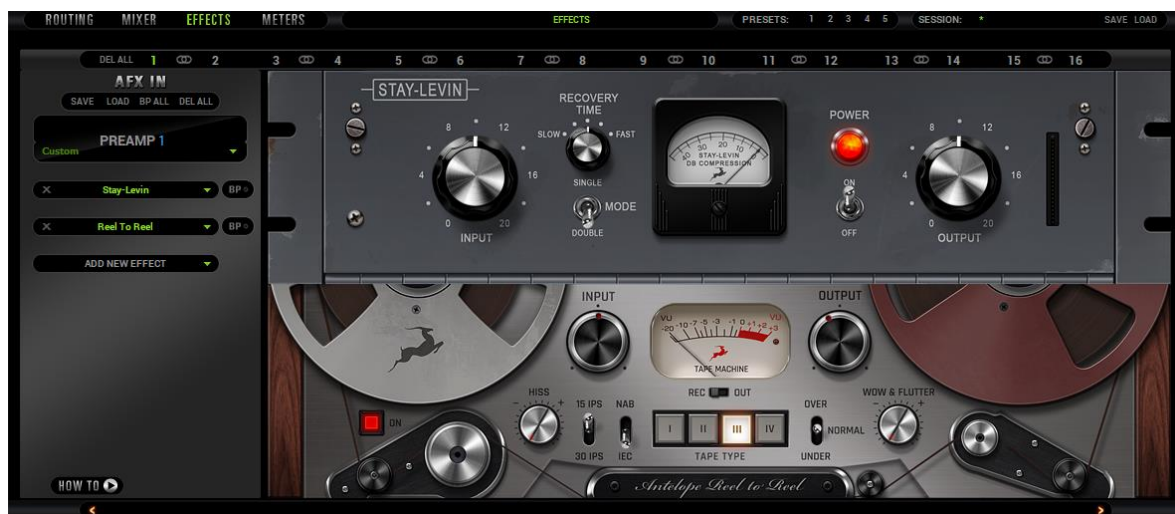 ROUTING MIXER EFFECTS METERS EFFECTS PRESETS: 1 2 3 4 5 SESSION: * SAVE LOAD
DEL ALL 1 2 3 4 5 6 7 8 9 10 11 12 13 14 15 16
AFX IN
SAVE LOAD BP ALL DEL ALL
PREAMP 1
Custom
X Stay-Levin BP
X Reel To Reel BP
ADD NEW EFFECT
HOW TO
STAY-LEVIN
RECOVERY
TIME
SLOW FAST
SINGLE
MODE
DOUBLE
0 4 8 12 16 20
INPUT
40 30 20 10 0
STAY-LEVIN
DB COMPRESSION
POWER
ON
OFF
0 4 8 12 16 20
OUTPUT
INPUT
VU VU
-20 -10 -7 -5 -3 -1 0 +1 +2 +3
TAPE MACHINE
OUTPUT
REC OUT
HISS
- +
ON
15 IPS NAB
30 IPS IEC
I II III IV
TAPE TYPE
OVER
NORMAL
UNDER
WOW & FLUTTER
- +
Antelope Reel to Reel